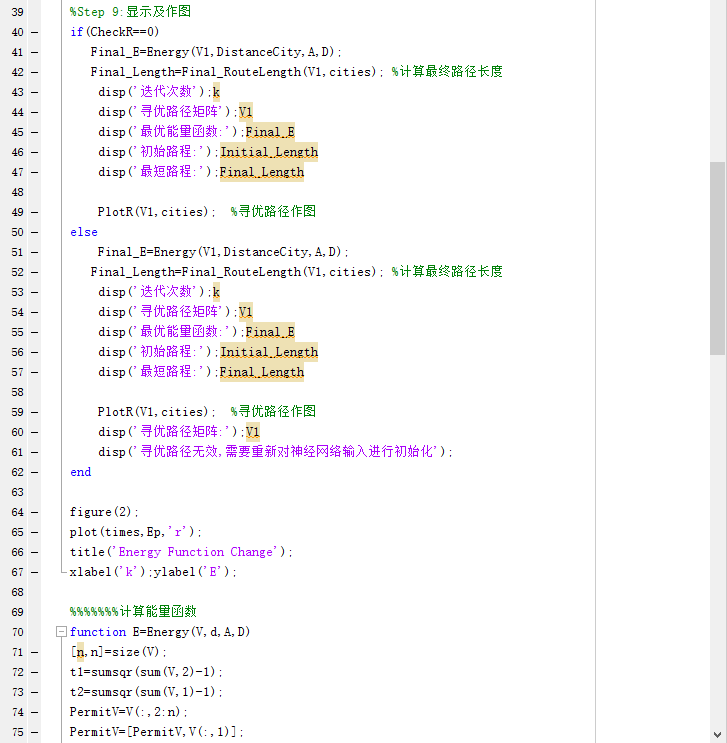 39 %Step 9:显示及作图
40 — if(CheckR==0)
41 — Final_E=Energy(V1,DistanceCity,A,D);
42 — Final_Length=Final_RouteLength(V1,cities); %计算最终路径长度
43 — disp('迭代次数');k
44 — disp('寻优路径矩阵');V1
45 — disp('最优能量函数:');Final_E
46 — disp('初始路程:');Initial_Length
47 — disp('最短路程:');Final_Length
48
49 — PlotR(V1,cities); %寻优路径作图
50 — else
51 — Final_E=Energy(V1,DistanceCity,A,D);
52 — Final_Length=Final_RouteLength(V1,cities); %计算最终路径长度
53 — disp('迭代次数');k
54 — disp('寻优路径矩阵');V1
55 — disp('最优能量函数:');Final_E
56 — disp('初始路程:');Initial_Length
57 — disp('最短路程:');Final_Length
58
59 — PlotR(V1,cities); %寻优路径作图
60 — disp('寻优路径矩阵:');V1
61 — disp('寻优路径无效,需要重新对神经网络输入进行初始化');
62 — end
63
64 — figure(2);
65 — plot(times,Ep,'r');
66 — title('Energy Function Change');
67 — xlabel('k');ylabel('E');
68
69 %%%%%%%计算能量函数
70 function E=Energy(V,d,A,D)
71 — [n,n]=size(V);
72 — t1=sumsqr(sum(V,2)-1);
73 — t2=sumsqr(sum(V,1)-1);
74 — PermitV=V(:,2:n);
75 — PermitV=[PermitV,V(:,1)];